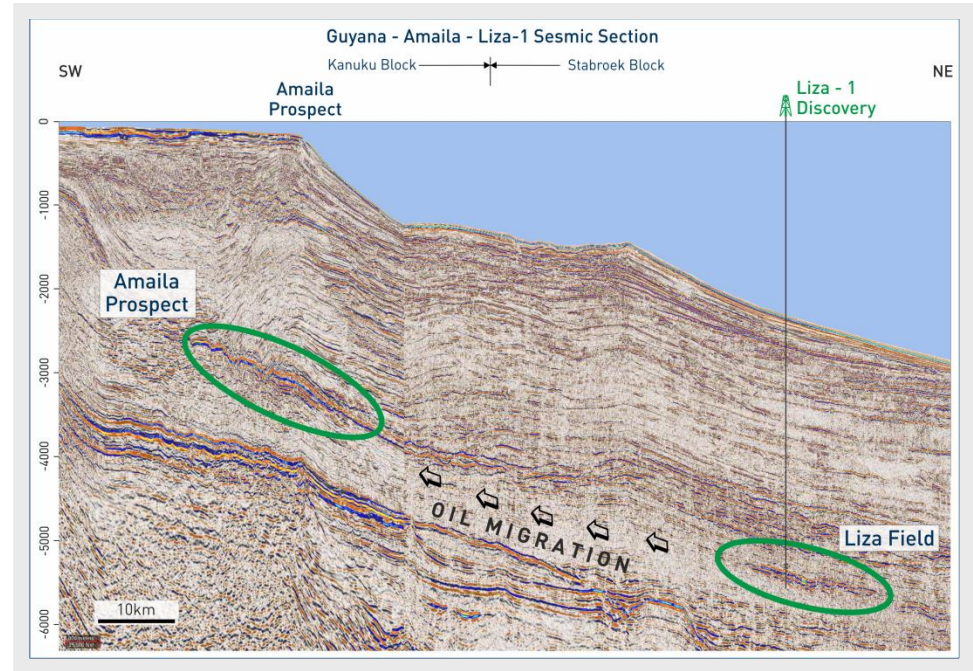 Guyana - Amaila - Liza-1 Sesmic Section
Kanuku Block
Stabroek Block
SW
NE
Amaila
Prospect
Liza - 1
Discovery
0
-1000
-2000
-3000
-4000
-5000
-6000
Amaila
Prospect
OIL MIGRATION
Liza Field
10km